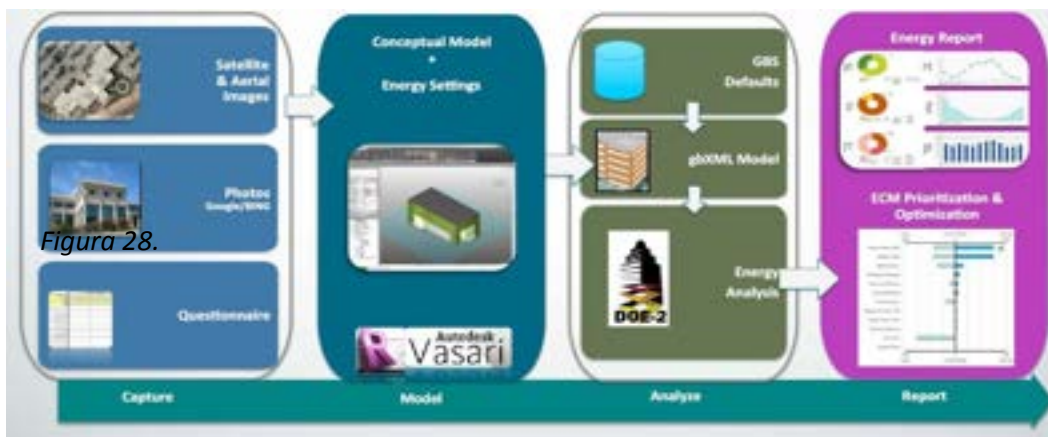 Satellite
& Aerial
Images
Photos
Google/BING
Figura 28.
Questionnaire
Conceptual Model
+
Energy Settings
Autodesk
Vasari
GBS
Defaults
gbXML Model
Energy
Analysis
DOE-2
Energy Report
ECM Prioritization &
Optimization
Capture
Model
Analyze
Report